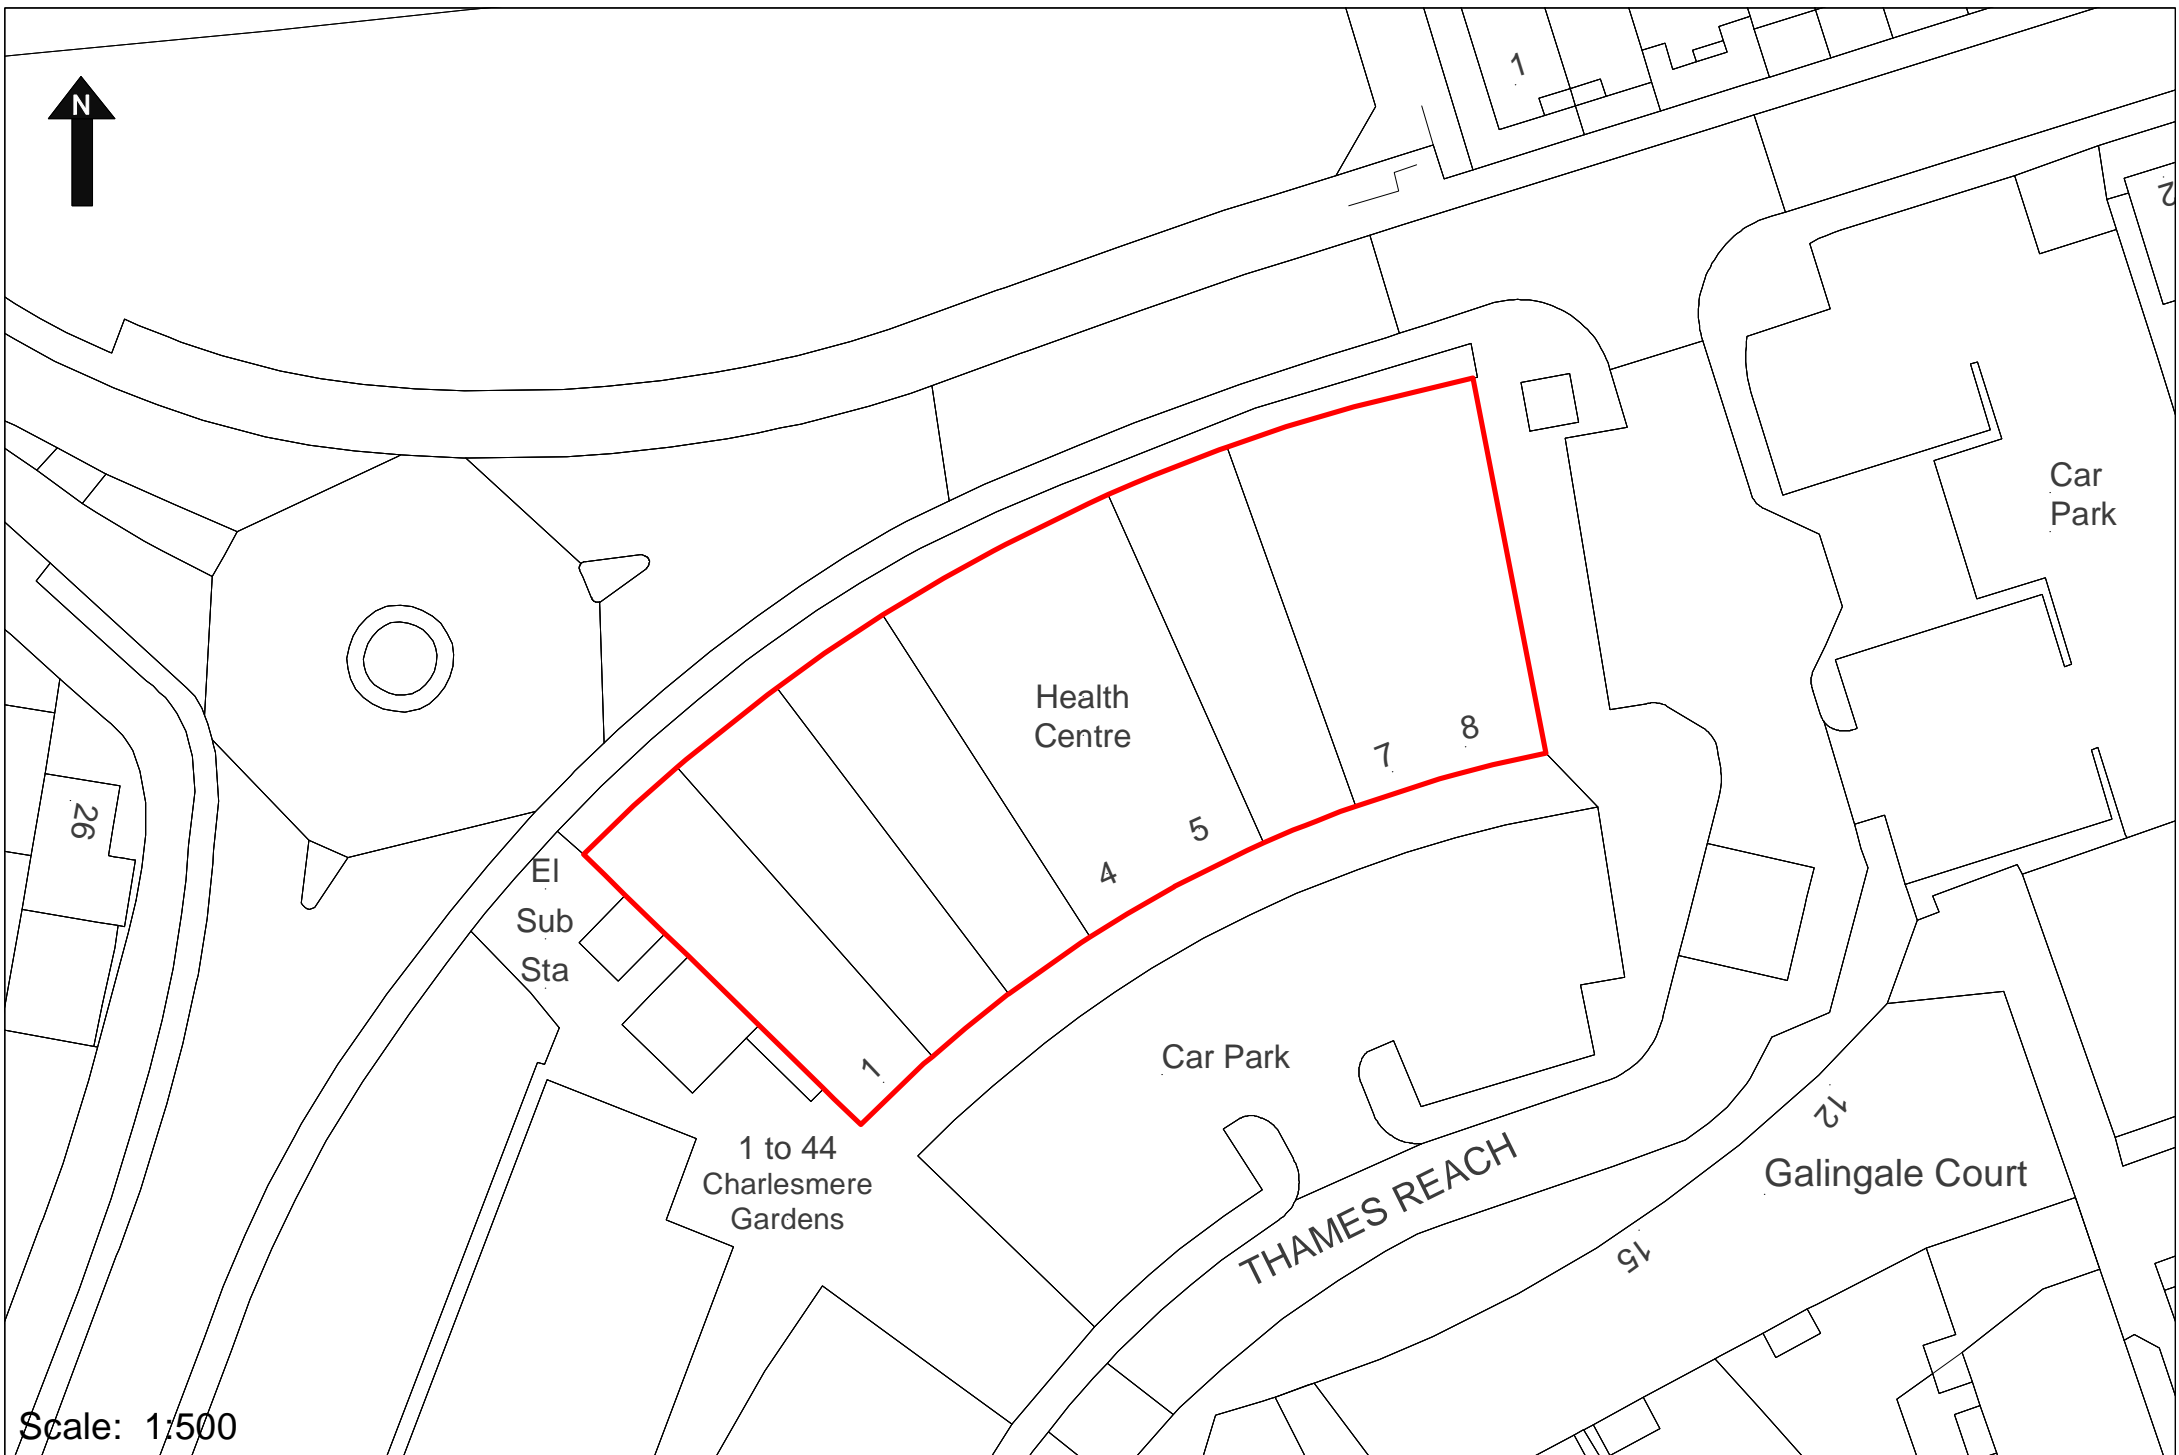 1
N
2
Car
Park
Health
Centre
8
7
26
5
4
El
Sub
Sta
1
Car Park
12
1 to 44
Charlesmere
Gardens
THAMES REACH
Galingale Court
15
Scale: 1:500